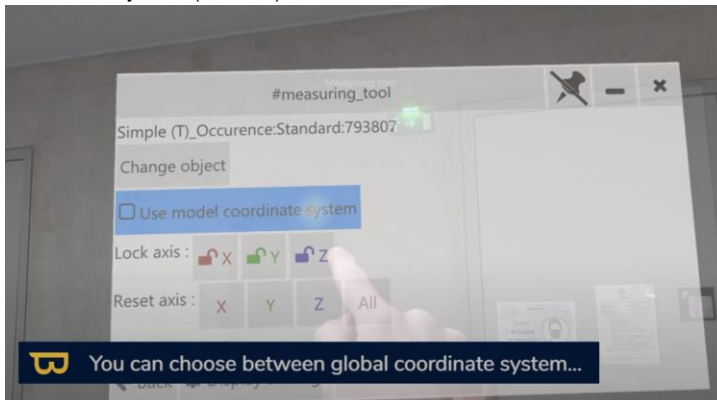 #measuring_tool
Simple (T)_Occurence:Standard:793807
Change object
Use model coordinate system
Lock axis : X Y Z
Reset axis : X Y Z All
You can choose between global coordinate system...
Back